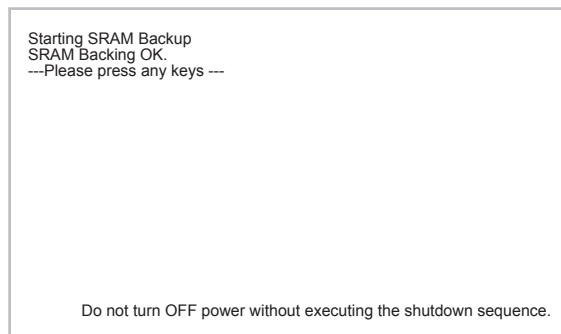 Starting SRAM Backup
SRAM Backing OK.
---Please press any keys ---
Do not turn OFF power without executing the shutdown sequence.